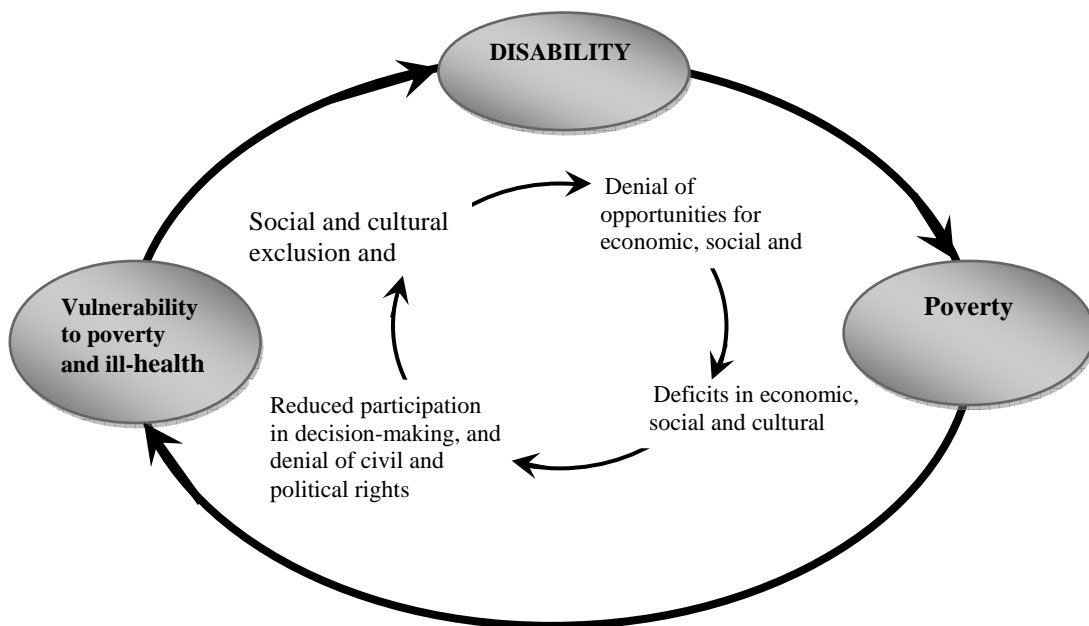 DISABILITY
Denial of
opportunities for
economic, social and
Social and cultural
exclusion and
Vulnerability
to poverty
and ill-health
Poverty
Deficits in economic,
social and cultural
Reduced participation
in decision-making, and
denial of civil and
political rights